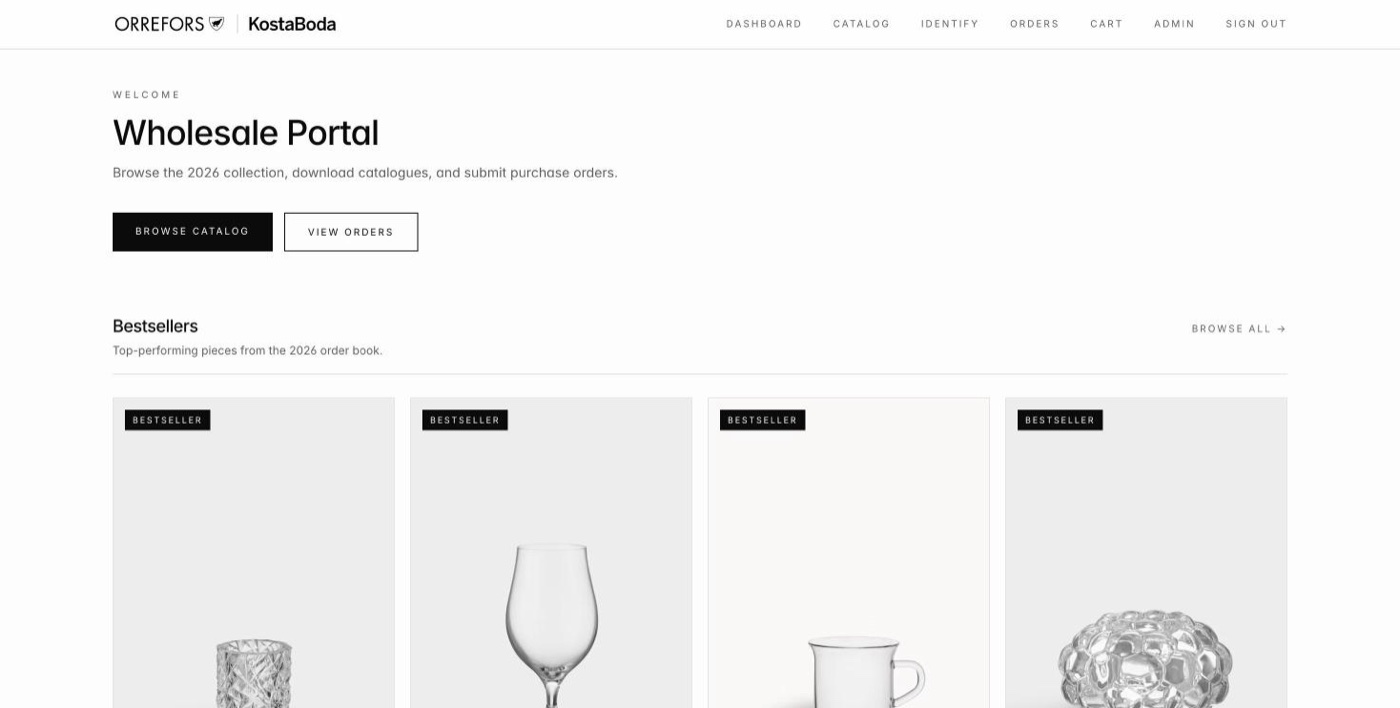 ORREFORS KostaBoda
DASHBOARD CATALOG IDENTIFY ORDERS CART ADMIN SIGN OUT
WELCOME
Wholesale Portal
Browse the 2026 collection, download catalogues, and submit purchase orders.
BROWSE CATALOG VIEW ORDERS
Bestsellers
BROWSE ALL →
Top-performing pieces from the 2026 order book.
BESTSELLER BESTSELLER BESTSELLER BESTSELLER